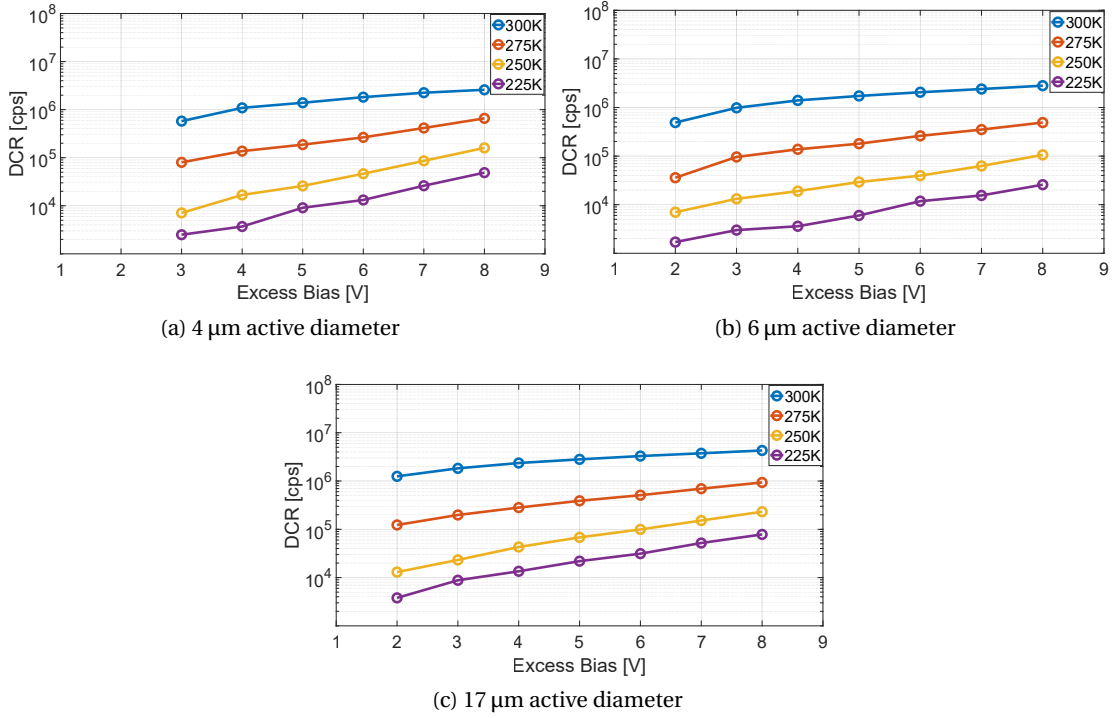 10^8
10^7
10^6
10^5
10^4
DCR [cps]
300K
275K
250K
225K
1 2 3 4 5 6 7 8 9
Excess Bias [V]
(a) 4 µm active diameter
10^8
10^7
10^6
10^5
10^4
DCR [cps]
300K
275K
250K
225K
1 2 3 4 5 6 7 8 9
Excess Bias [V]
(b) 6 µm active diameter
10^8
10^7
10^6
10^5
10^4
DCR [cps]
300K
275K
250K
225K
1 2 3 4 5 6 7 8 9
Excess Bias [V]
(c) 17 µm active diameter